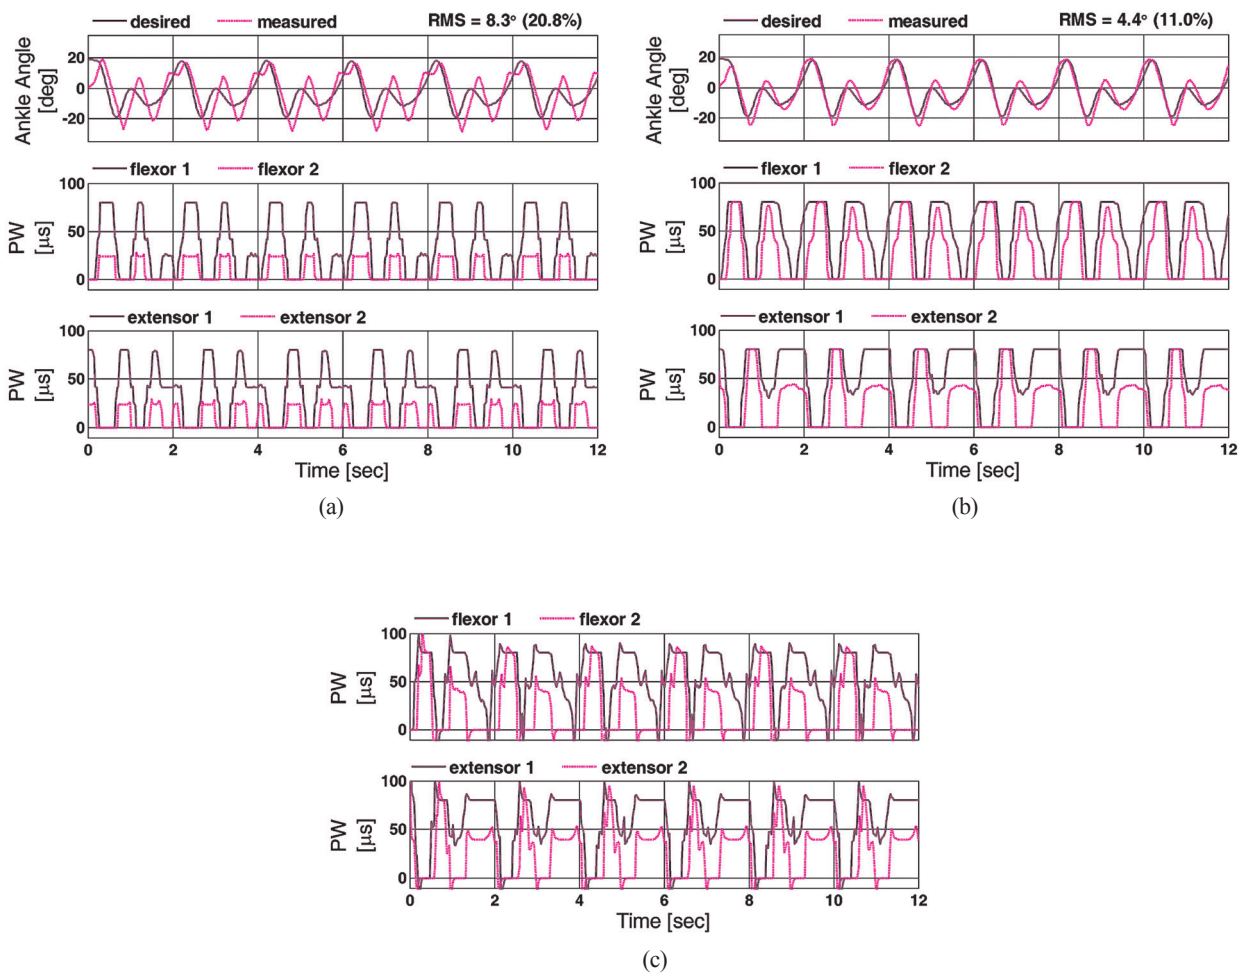 desired measured RMS = 8.3° (20.8%)
Ankle Angle
[deg]
20
0
-20
flexor 1 flexor 2
PW
[μs]
100
50
0
extensor 1 extensor 2
PW
[μs]
100
50
0
0 2 4 6 8 10 12
Time [sec]
(a)
desired measured RMS = 4.4° (11.0%)
Ankle Angle
[deg]
20
0
-20
flexor 1 flexor 2
PW
[μs]
100
50
0
extensor 1 extensor 2
PW
[μs]
100
50
0
0 2 4 6 8 10 12
Time [sec]
(b)
flexor 1 flexor 2
PW
[μs]
100
50
0
extensor 1 extensor 2
PW
[μs]
100
50
0
0 2 4 6 8 10 12
Time [sec]
(c)